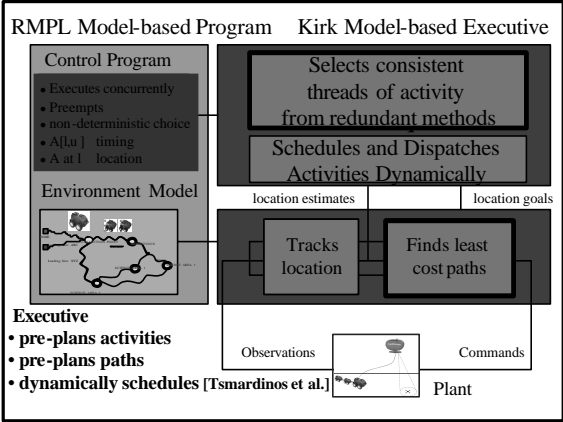 RMPL Model-based Program
Kirk Model-based Executive
Control Program
• Executes concurrently
• Preempts
• non-deterministic choice
• A[l,u] timing
• A at l location
Environment Model
Selects consistent
threads of activity
from redundant methods
Schedules and Dispatches
Activities Dynamically
location estimates
location goals
Tracks
location
Finds least
cost paths
Executive
• pre-plans activities
• pre-plans paths
• dynamically schedules [Tsmardinos et al.]
Observations
Commands
Plant